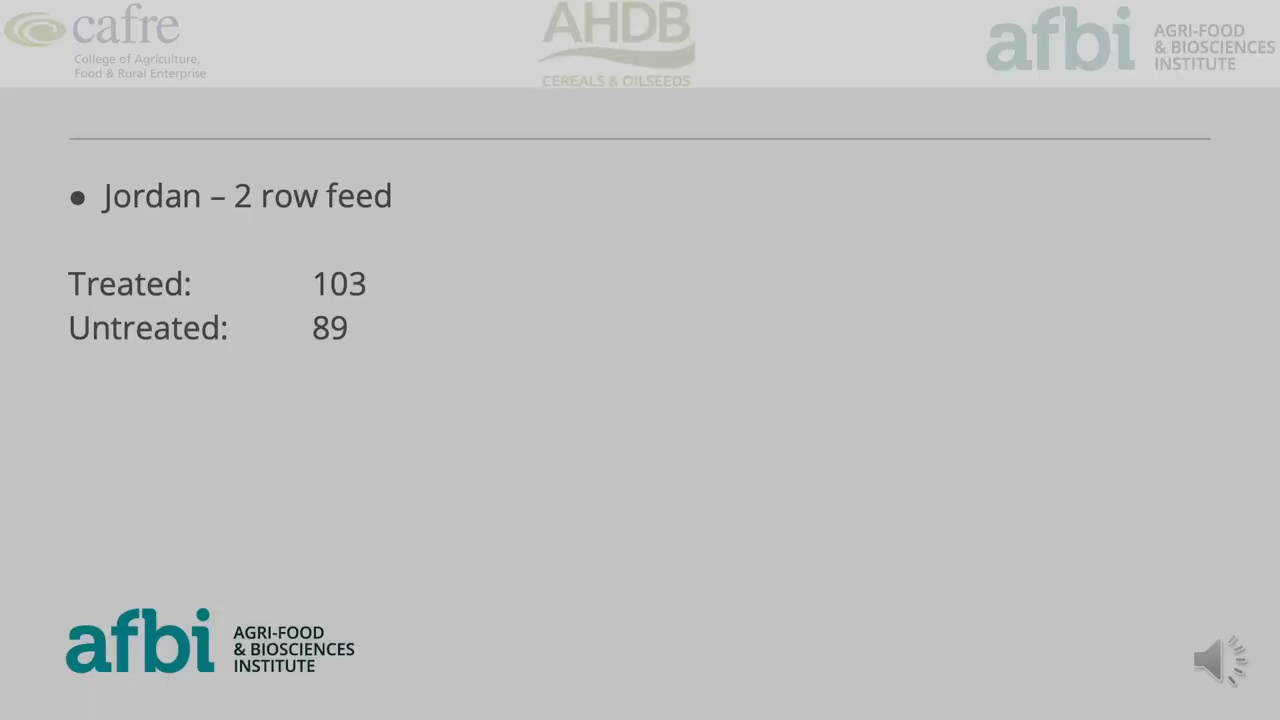 cafre
College of Agriculture,
Food & Rural Enterprise
AHDB
CEREALS & OILSEEDS
afbi
AGRI-FOOD
& BIOSCIENCES
INSTITUTE
● Jordan – 2 row feed
Treated: 103
Untreated: 89
afbi
AGRI-FOOD
& BIOSCIENCES
INSTITUTE